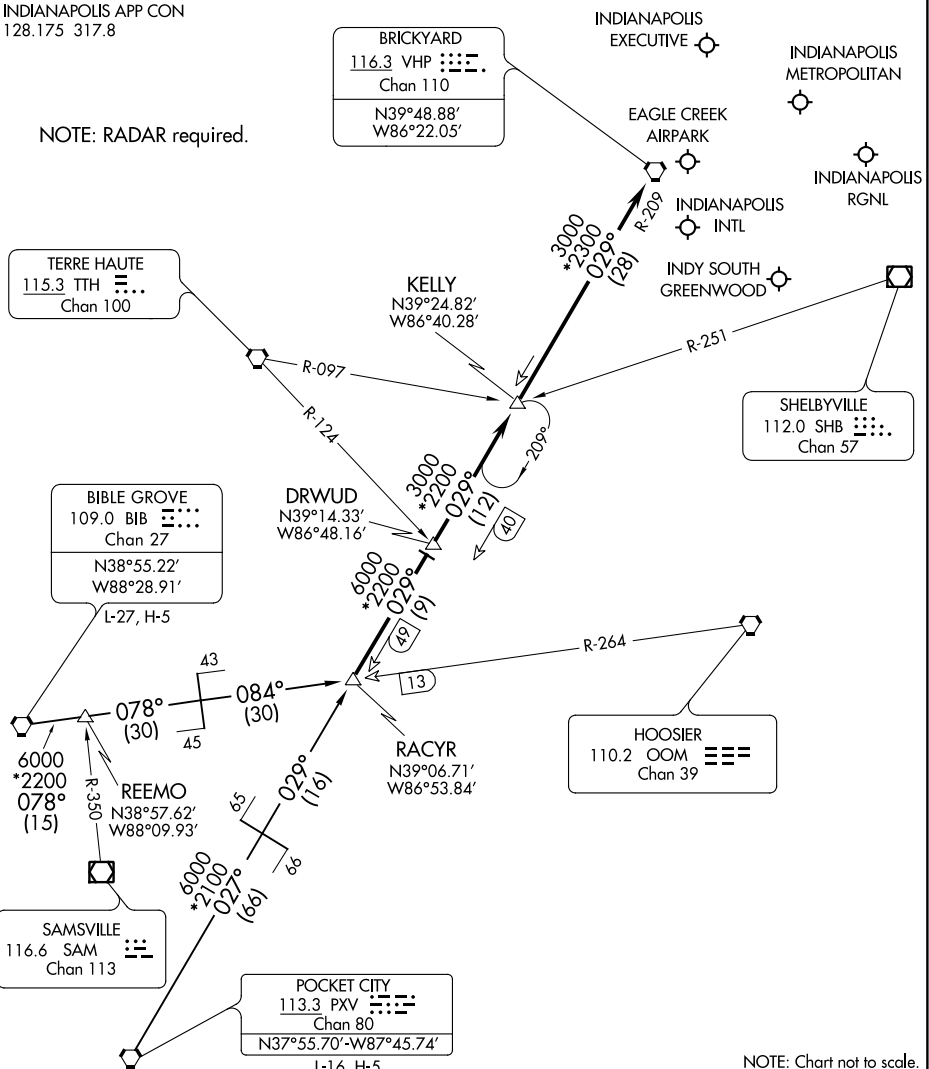 INDIANAPOLIS APP CON
128.175 317.8
NOTE: RADAR required.
BRICKYARD
116.3 VHP
Chan 110
N39°48.88'
W86°22.05'
INDIANAPOLIS
EXECUTIVE
INDIANAPOLIS
METROPOLITAN
EAGLE CREEK
AIRPARK
INDIANAPOLIS
RGNL
INDIANAPOLIS
INTL
INDY SOUTH
GREENWOOD
R-209
3000
*2300
029°
(28)
TERRE HAUTE
115.3 TTH
Chan 100
KELLY
N39°24.82'
W86°40.28'
R-097
R-251
R-124
SHELBYVILLE
112.0 SHB
Chan 57
209°
3000
*2200
029°
(12)
40
DRWUD
N39°14.33'
W86°48.16'
BIBLE GROVE
109.0 BIB
Chan 27
N38°55.22'
W88°28.91'
L-27, H-5
6000
*2200
029°
(9)
49
R-264
13
43
078°
(30)
084°
(30)
45
RACYR
N39°06.71'
W86°53.84'
HOOSIER
110.2 OOM
Chan 39
6000
*2200
078°
(15)
R-350
REEMO
N38°57.62'
W88°09.93'
029°
(16)
65
66
6000
*2100
027°
(66)
SAMSVILLE
116.6 SAM
Chan 113
POCKET CITY
113.3 PXV
Chan 80
N37°55.70'-W87°45.74'
L-16, H-5
NOTE: Chart not to scale.